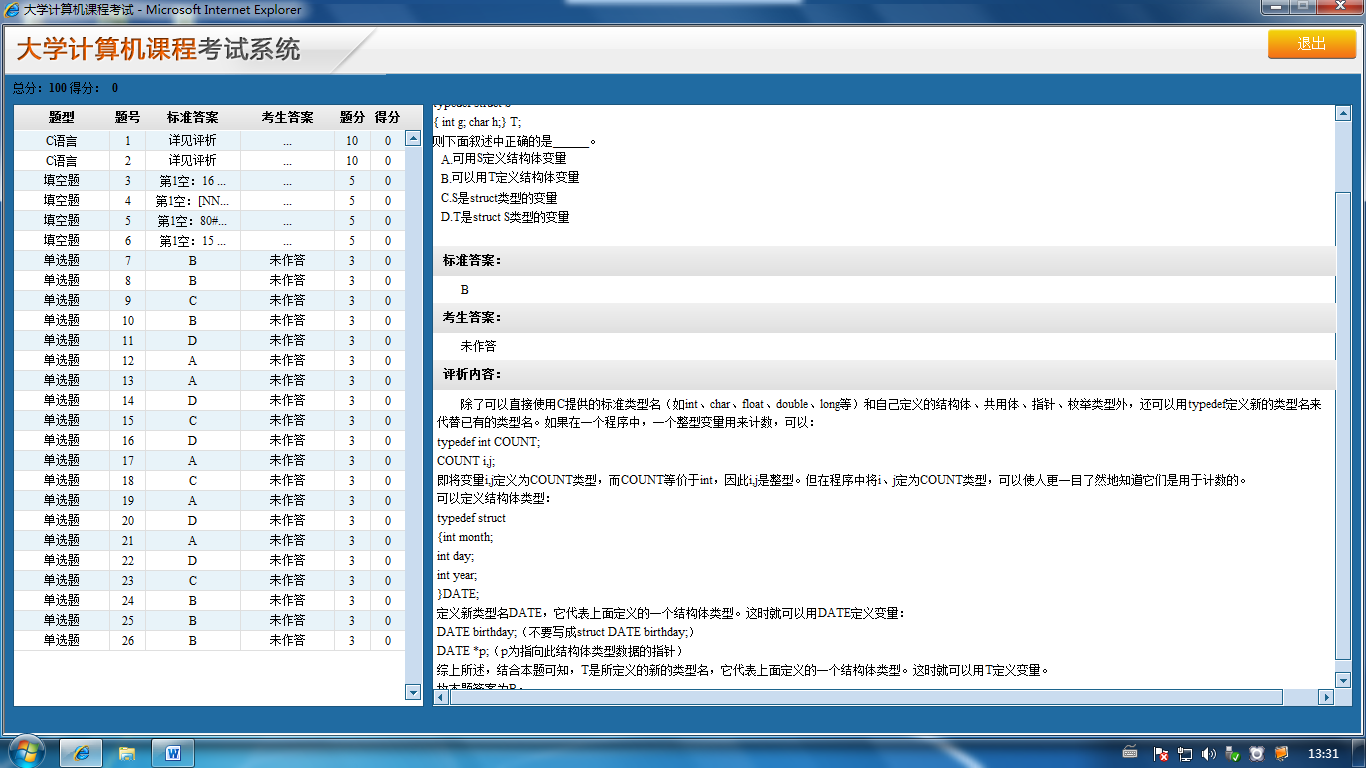 大学计算机课程考试 - Microsoft Internet Explorer
大学计算机课程考试系统
退出
总分：100 得分： 0
题型 题号 标准答案 考生答案 题分 得分
C语言 1 详见评析 ... 10 0
C语言 2 详见评析 ... 10 0
填空题 3 第1空：16 ... ... 5 0
填空题 4 第1空：[NN... ... 5 0
填空题 5 第1空：80#... ... 5 0
填空题 6 第1空：15 ... ... 5 0
单选题 7 B 未作答 3 0
单选题 8 B 未作答 3 0
单选题 9 C 未作答 3 0
单选题 10 B 未作答 3 0
单选题 11 D 未作答 3 0
单选题 12 A 未作答 3 0
单选题 13 A 未作答 3 0
单选题 14 D 未作答 3 0
单选题 15 C 未作答 3 0
单选题 16 D 未作答 3 0
单选题 17 A 未作答 3 0
单选题 18 C 未作答 3 0
单选题 19 A 未作答 3 0
单选题 20 D 未作答 3 0
单选题 21 A 未作答 3 0
单选题 22 D 未作答 3 0
单选题 23 C 未作答 3 0
单选题 24 B 未作答 3 0
单选题 25 B 未作答 3 0
单选题 26 B 未作答 3 0
typedef struct S
{ int g; char h;} T;
则下面叙述中正确的是______。
A.可用S定义结构体变量
B.可以用T定义结构体变量
C.S是struct类型的变量
D.T是struct S类型的变量
标准答案：
B
考生答案：
未作答
评析内容：
除了可以直接使用C提供的标准类型名（如int、char、float、double、long等）和自己定义的结构体、共用体、指针、枚举类型外，还可以用typedef定义新的类型名来
代替已有的类型名。如果在一个程序中，一个整型变量用来计数，可以：
typedef int COUNT;
COUNT i,j;
即将变量i,j定义为COUNT类型，而COUNT等价于int，因此i,j是整型。但在程序中将i、j定为COUNT类型，可以使人更一目了然地知道它们是用于计数的。
可以定义结构体类型：
typedef struct
{int month;
int day;
int year;
}DATE;
定义新类型名DATE，它代表上面定义的一个结构体类型。这时就可以用DATE定义变量：
DATE birthday;（不要写成struct DATE birthday;）
DATE *p;（p为指向此结构体类型数据的指针）
综上所述，结合本题可知，T是所定义的新的类型名，它代表上面定义的一个结构体类型。这时就可以用T定义变量。
故本题答案为B。
13:31